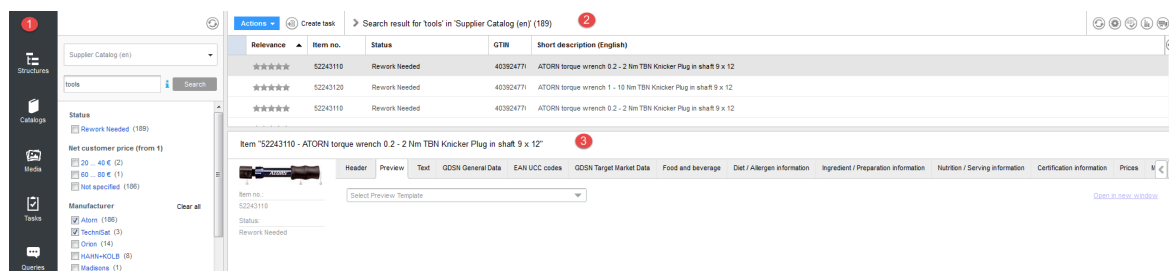 1
Structures
Catalogs
Media
Tasks
Queries
Supplier Catalog (en)
tools
i
Search
Status
Rework Needed (189)
Net customer price (from 1)
20 ... 40 € (2)
60 ... 80 € (1)
Not specified (186)
Manufacturer Clear all
Atorn (186)
TechniSat (3)
Orion (14)
HAHN+KOLB (8)
Madisons (1)
Actions Create task Search result for 'tools' in 'Supplier Catalog (en)' (189) 2
Relevance Item no. Status GTIN Short description (English)
52243110 Rework Needed 40392477 ATORN torque wrench 0.2 - 2 Nm TBN Knicker Plug in shaft 9 x 12
52243120 Rework Needed 40392477 ATORN torque wrench 1 - 10 Nm TBN Knicker Plug in shaft 9 x 12
52243110 Rework Needed 40392477 ATORN torque wrench 0.2 - 2 Nm TBN Knicker Plug in shaft 9 x 12
Item "52243110 - ATORN torque wrench 0.2 - 2 Nm TBN Knicker Plug in shaft 9 x 12" 3
ATORN
Header Preview Text GDSN General Data EAN UCC codes GDSN Target Market Data Food and beverage Diet / Allergen information Ingredient / Preparation information Nutrition / Serving information Certification information Prices
Item no.:
52243110
Status:
Rework Needed
Select Preview Template
Open in new window